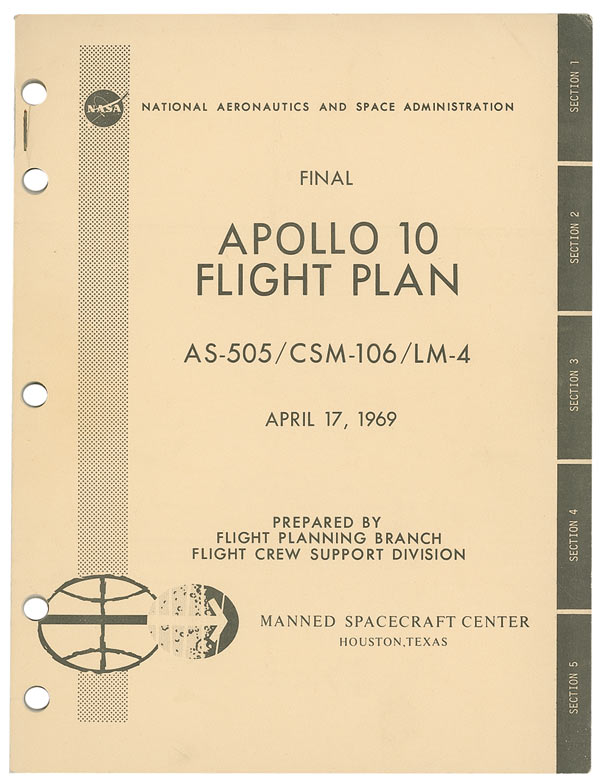 NASA
NATIONAL AERONAUTICS AND SPACE ADMINISTRATION
FINAL
APOLLO 10
FLIGHT PLAN
AS-505/CSM-106/LM-4
APRIL 17, 1969
PREPARED BY
FLIGHT PLANNING BRANCH
FLIGHT CREW SUPPORT DIVISION
MANNED SPACECRAFT CENTER
HOUSTON,TEXAS
SECTION 1
SECTION 2
SECTION 3
SECTION 4
SECTION 5